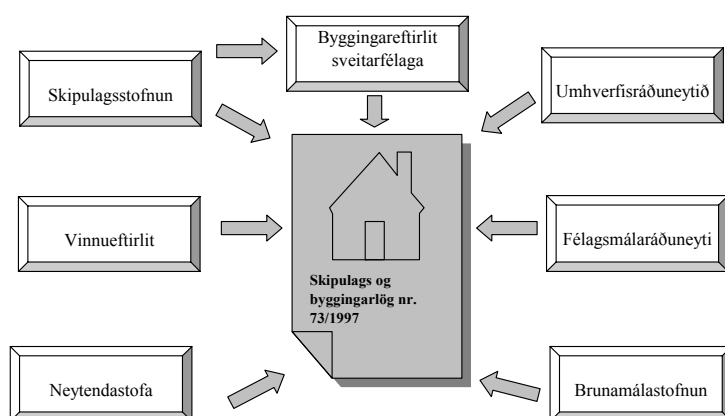 Byggingareftirlit
sveitarfélaga
Skipulagsstofnun
Umhverfisráðuneytið
Vinnueftirlit
Félagsmálaráðuneyti
Skipulags og
byggingarlög nr.
73/1997
Neytendastofa
Brunamálastofnun